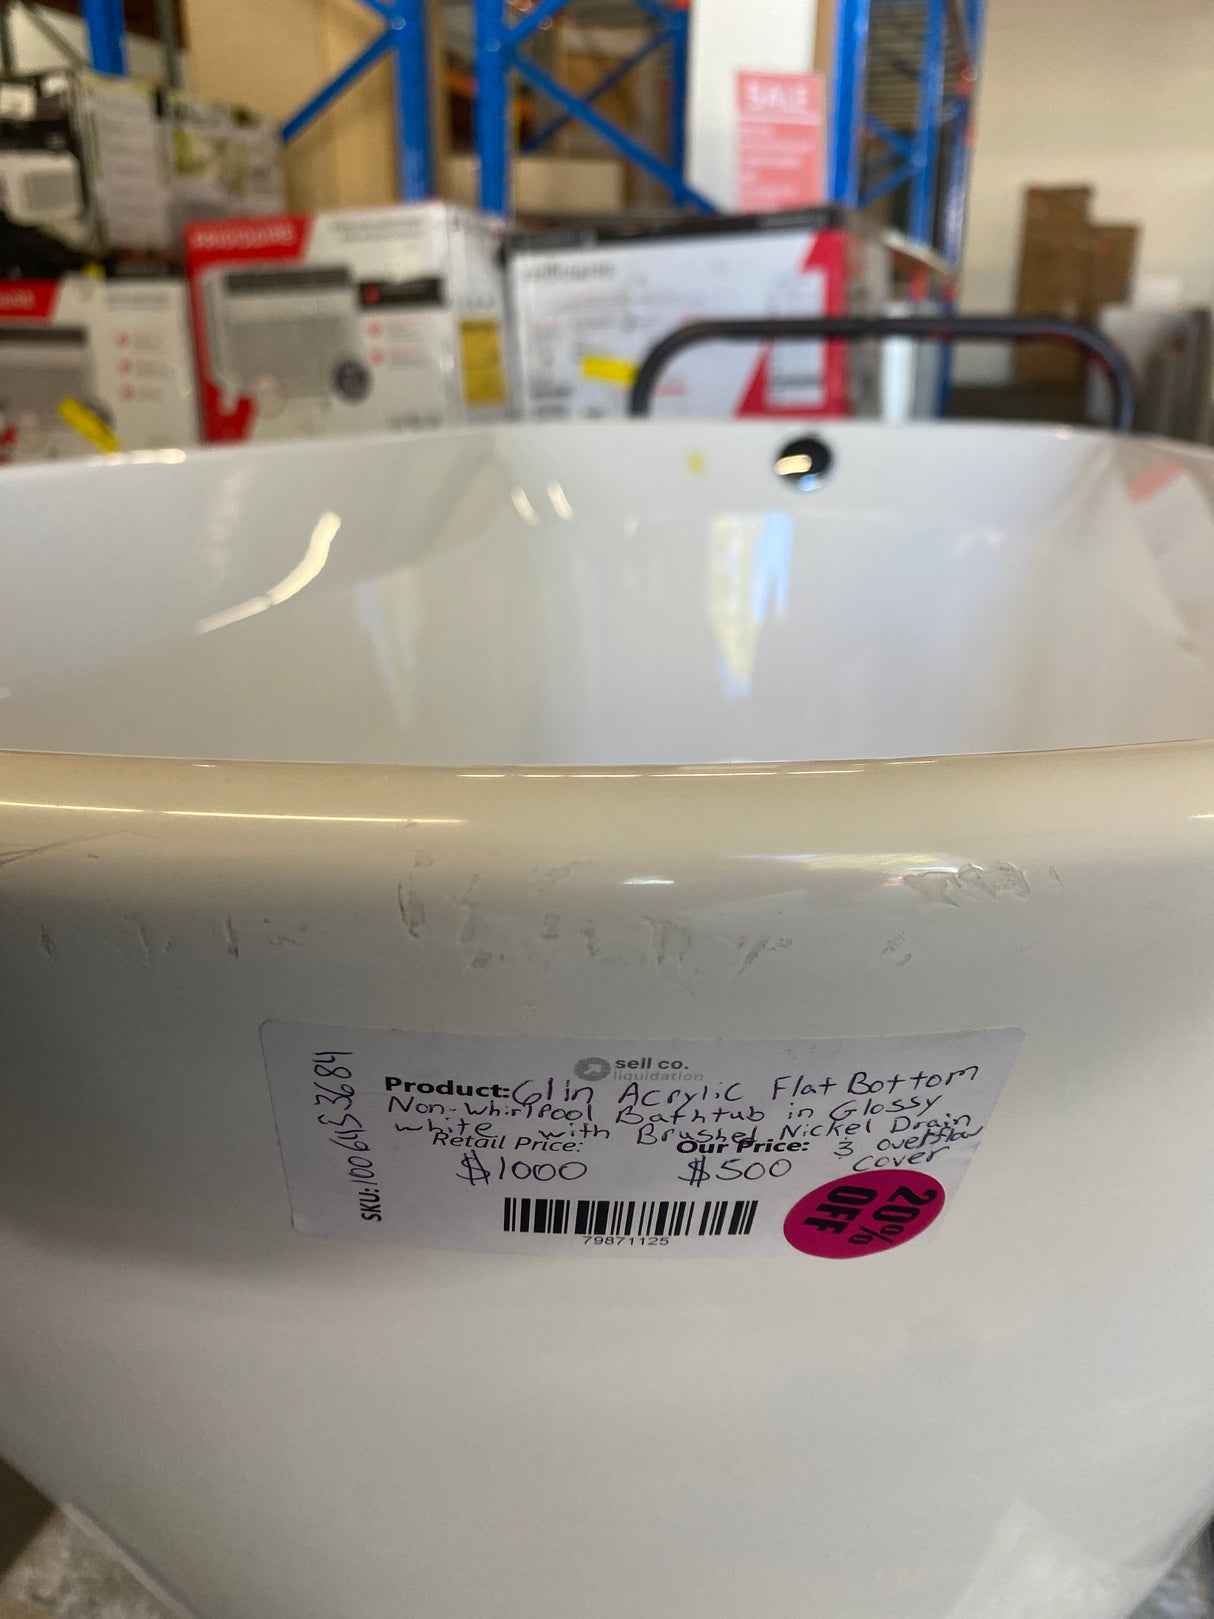 SALE
FRIGIDAIRE
sell co.
liquidation
Product: 61in Acrylic Flat Bottom
Non-Whirlpool Bathtub in Glossy
White with Brushed Nickel Drain
Retail Price:
Our Price:
& overflow
cover
$1000
$500
SKU: 1006453684
79871125
20%
OFF